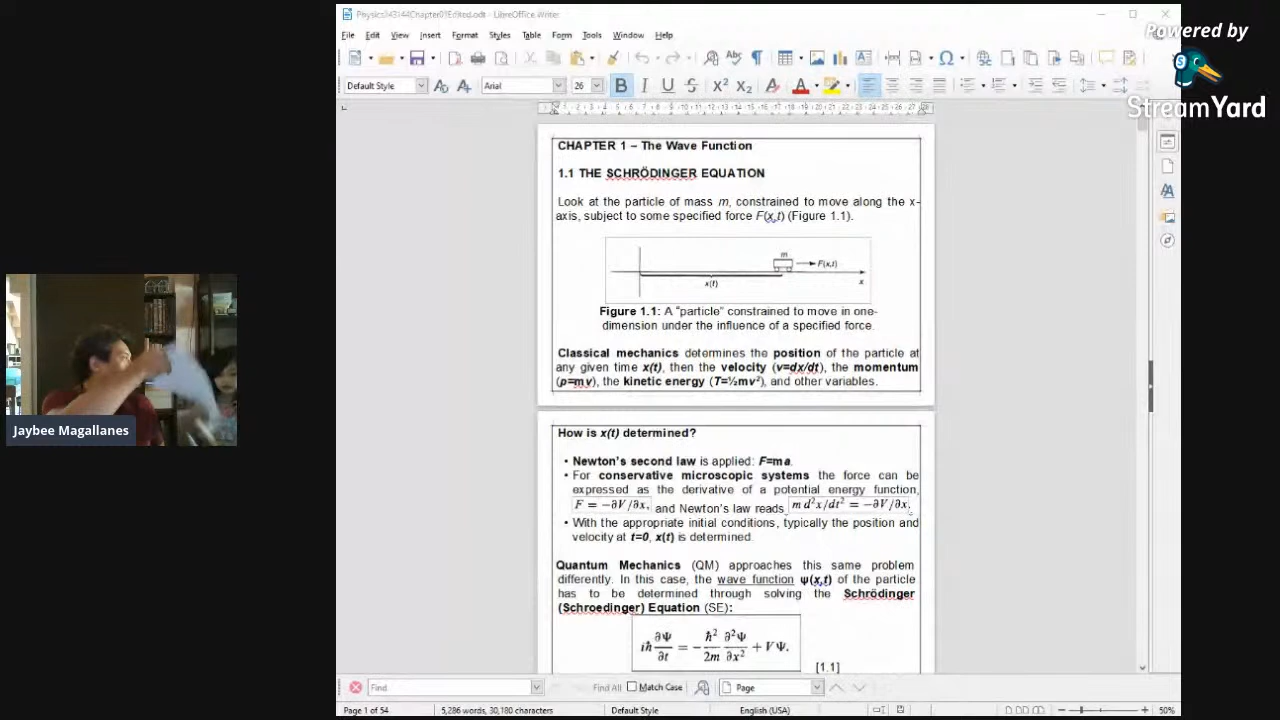 Physics143-144Chapter01Edited.odt - LibreOffice Writer
Powered by
StreamYard
File Edit View Insert Format Styles Table Form Tools Window Help
Default Style Arial 26
CHAPTER 1 – The Wave Function
1.1 THE SCHRÖDINGER EQUATION
Look at the particle of mass m, constrained to move along the x-
axis, subject to some specified force F(x,t) (Figure 1.1).
m
F(x,t)
x(t)
x
Figure 1.1: A "particle" constrained to move in one-
dimension under the influence of a specified force.
Classical mechanics determines the position of the particle at
any given time x(t), then the velocity (v=dx/dt), the momentum
(p=mv), the kinetic energy (T=½mv²), and other variables.
How is x(t) determined?
• Newton's second law is applied: F=ma.
• For conservative microscopic systems the force can be
expressed as the derivative of a potential energy function,
F = −∂V/∂x, and Newton's law reads m d²x/dt² = −∂V/∂x,
• With the appropriate initial conditions, typically the position and
velocity at t=0, x(t) is determined.
Quantum Mechanics (QM) approaches this same problem
differently. In this case, the wave function Ψ(x,t) of the particle
has to be determined through solving the Schrödinger
(Schroedinger) Equation (SE):
iħ ∂Ψ/∂t = − ħ²/2m ∂²Ψ/∂x² + VΨ.
[1.1]
Jaybee Magallanes
Find Find All Match Case Page
Page 1 of 54 5,286 words, 30,180 characters Default Style English (USA) 50%